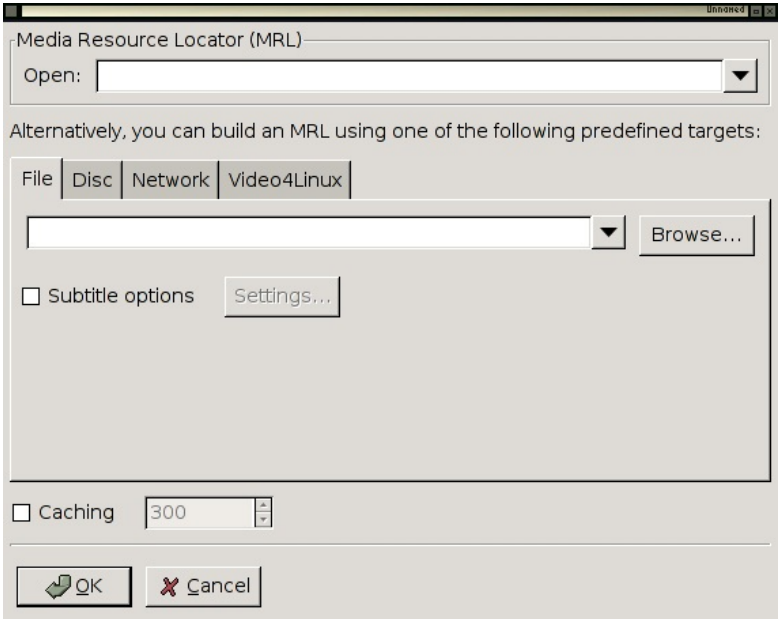 Unnamed
Media Resource Locator (MRL)
Open:
Alternatively, you can build an MRL using one of the following predefined targets:
File Disc Network Video4Linux
Browse...
Subtitle options Settings...
Caching 300
OK Cancel